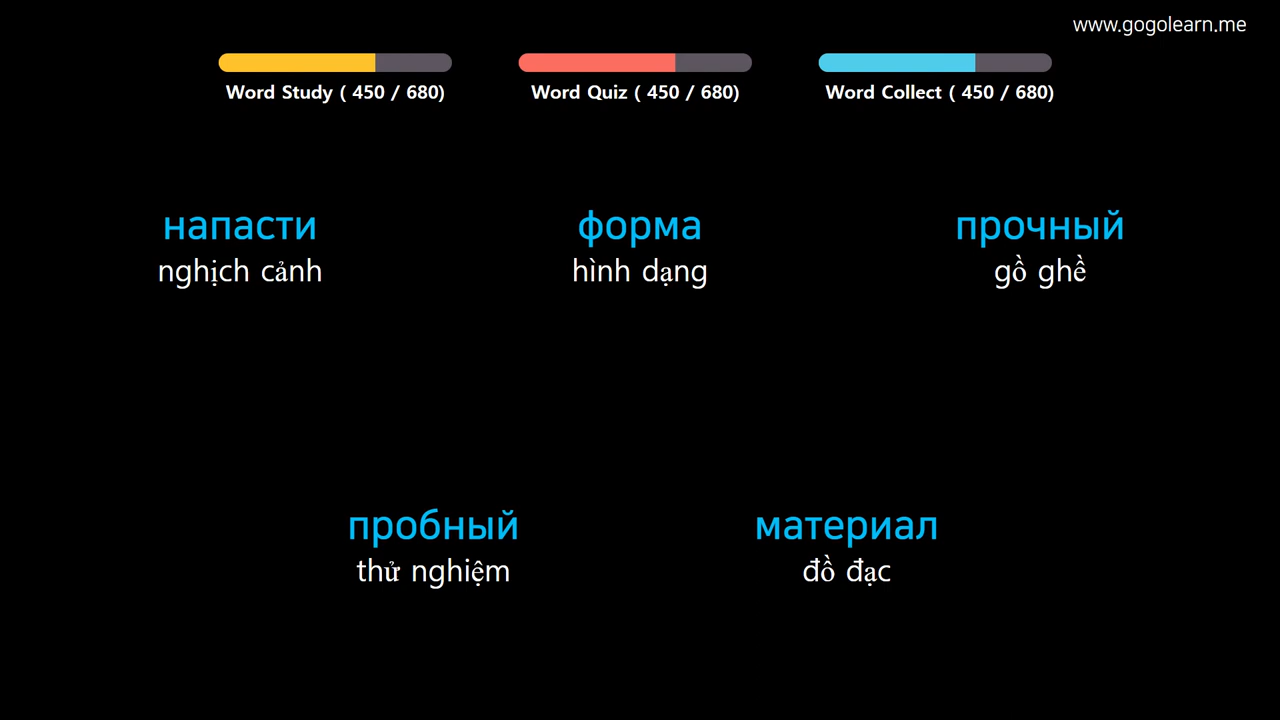 www.gogolearn.me
Word Study ( 450 / 680)
Word Quiz ( 450 / 680)
Word Collect ( 450 / 680)
напасти
nghịch cảnh
форма
hình dạng
прочный
gồ ghề
пробный
thử nghiệm
материал
đồ đạc